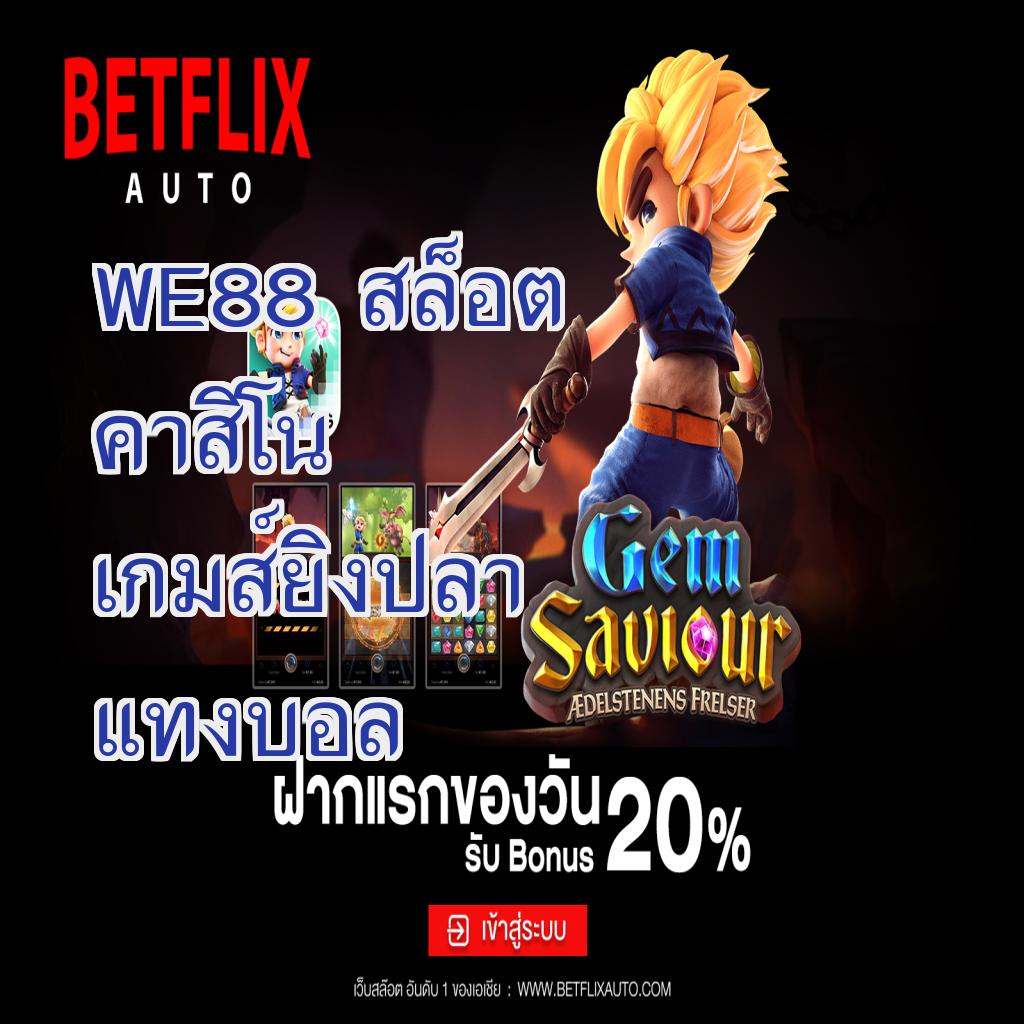 BETFLIX
AUTO
WE88 สล็อต
คาสิโน
เกมส์ยิงปลา
แทงบอล
Gem
Saviour
ÆDELSTENENS FRELSER
ฝากแรกของวัน
รับ Bonus 20%
เข้าสู่ระบบ
เว็บสล๊อต อันดับ 1 ของเอเชีย : WWW.BETFLIXAUTO.COM